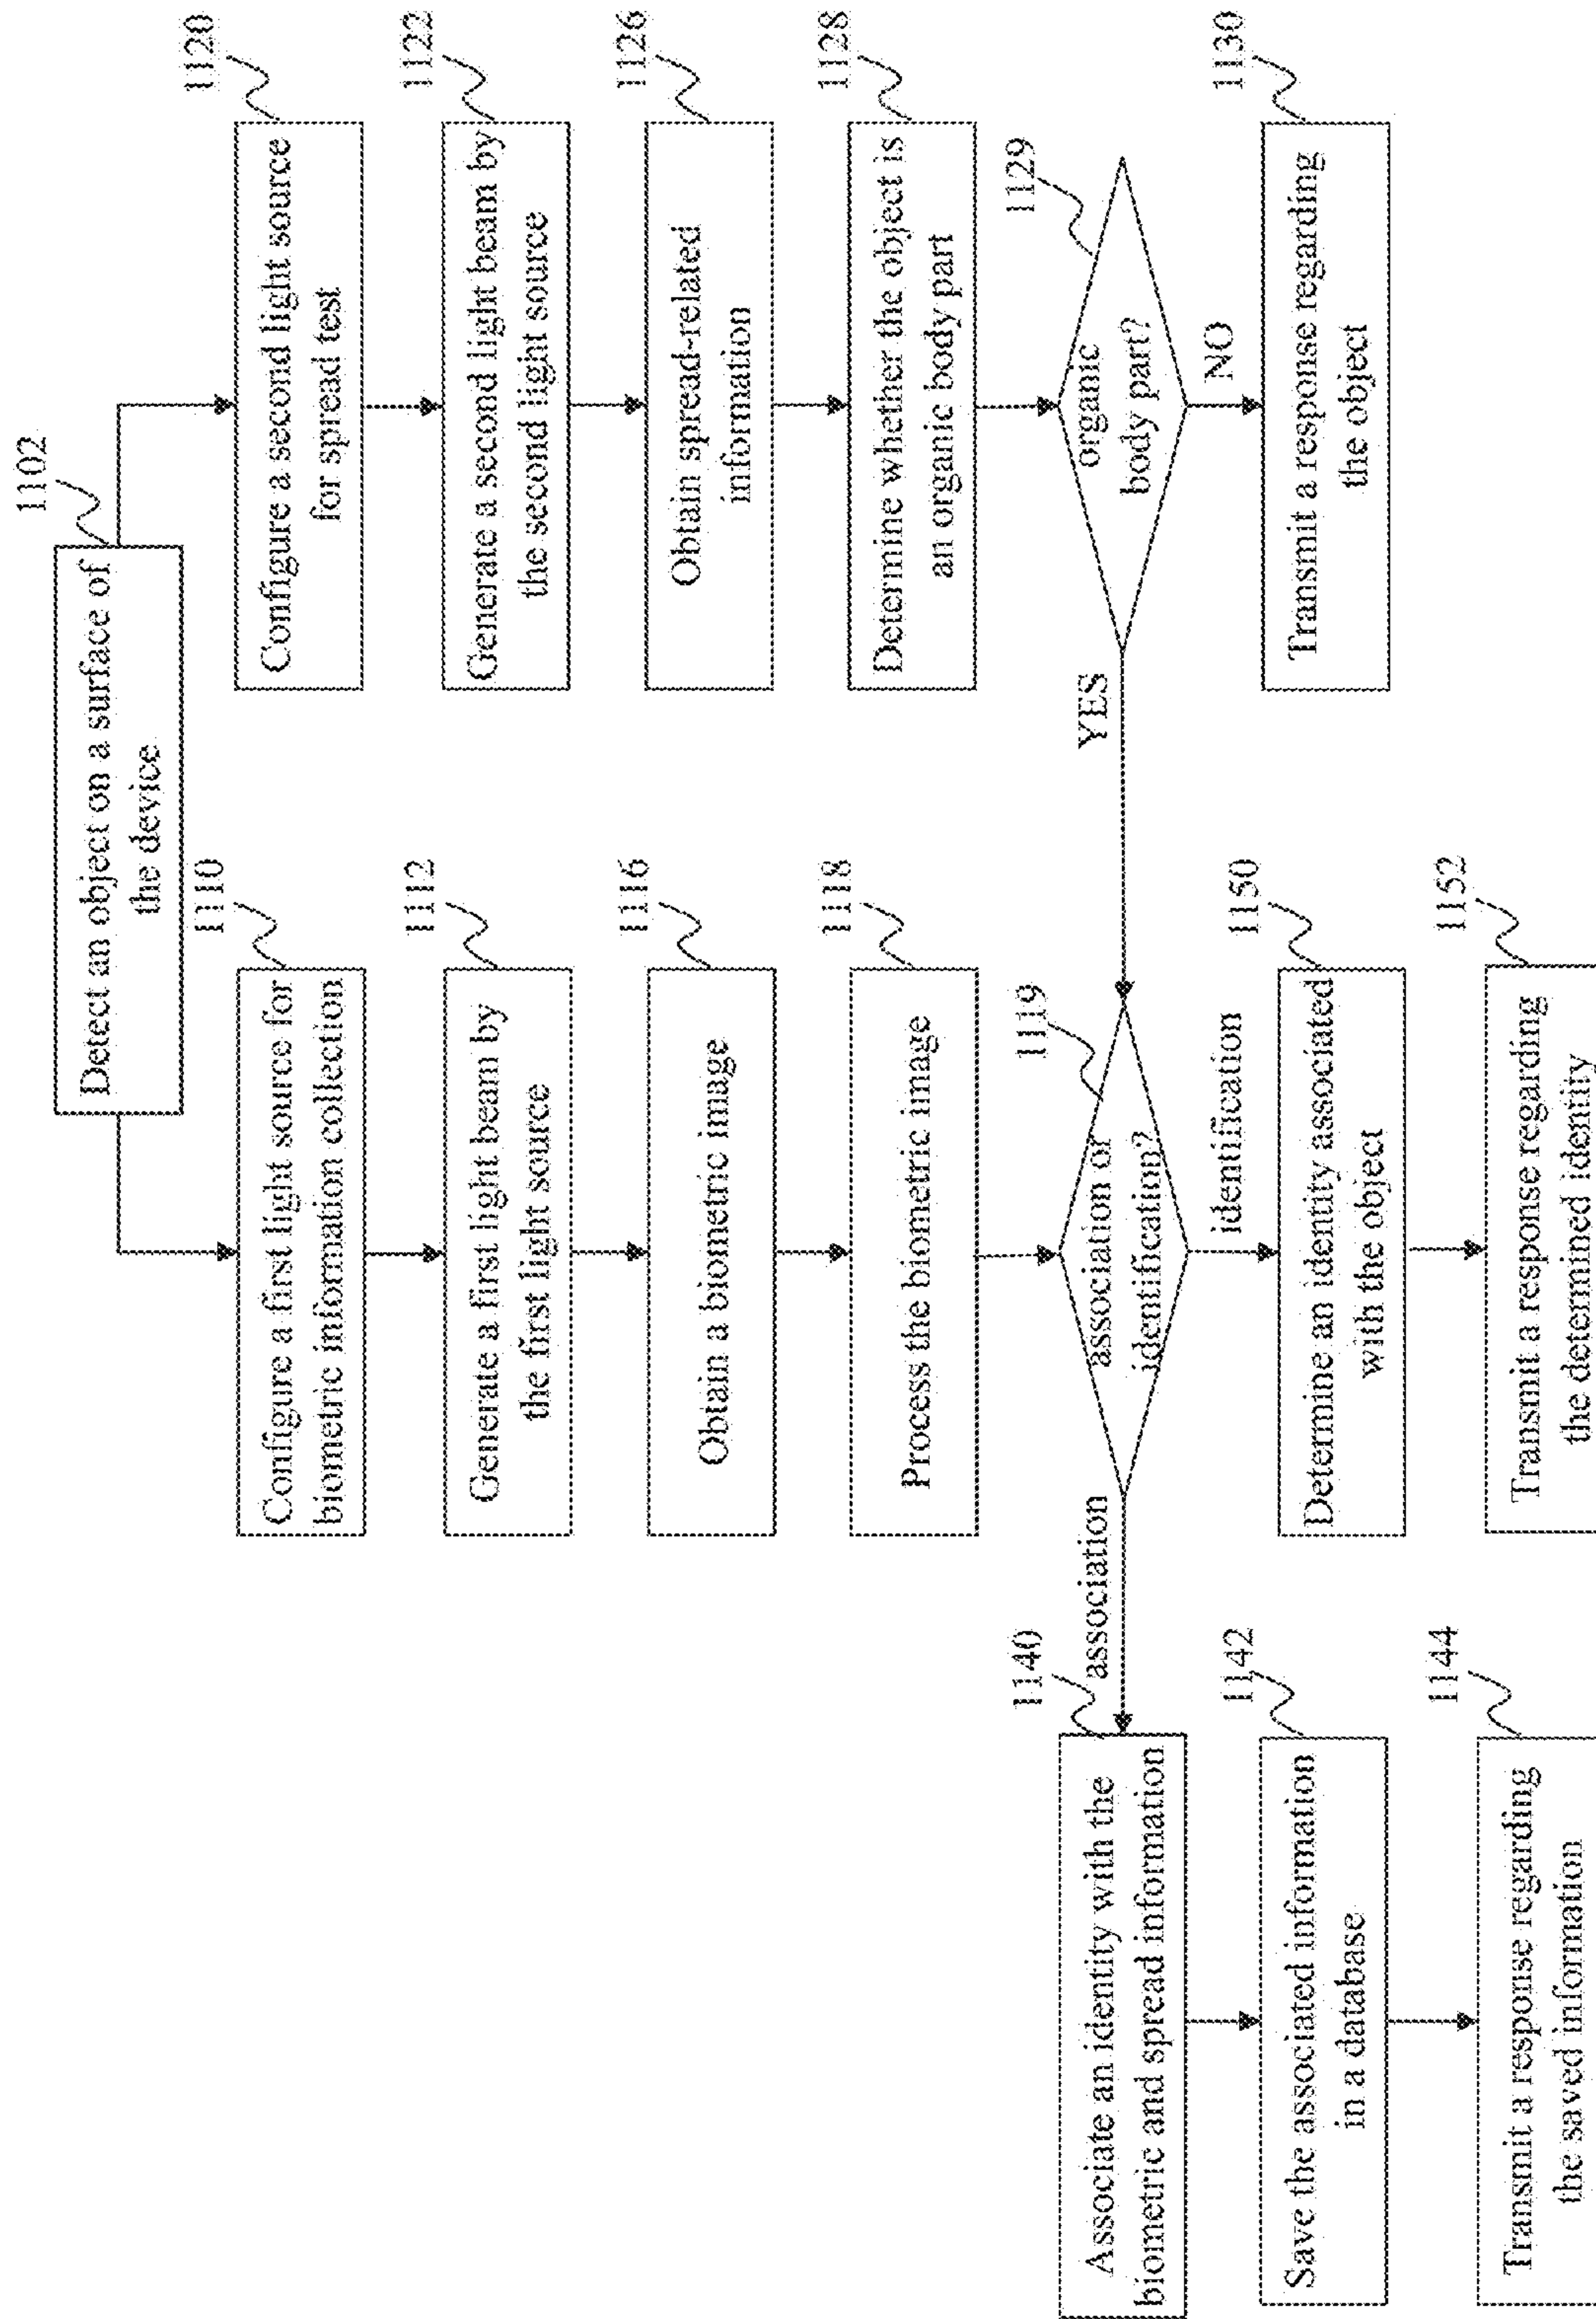 1102
Detect an object on a surface of
the device
1110
Configure a first light source for
biometric information collection
1112
Generate a first light beam by
the first light source
1116
Obtain a biometric image
1118
Process the biometric image
1119
association or
identification?
association
identification
1140
Associate an identity with the
biometric and spread information
1142
Save the associated information
in a database
1144
Transmit a response regarding
the saved information
1150
Determine an identity associated
with the object
1152
Transmit a response regarding
the determined identity
1120
Configure a second light source
for spread test
1122
Generate a second light beam by
the second light source
1126
Obtain spread-related
information
1128
Determine whether the object is
an organic body part
1129
organic
body part?
YES
NO
1130
Transmit a response regarding
the object